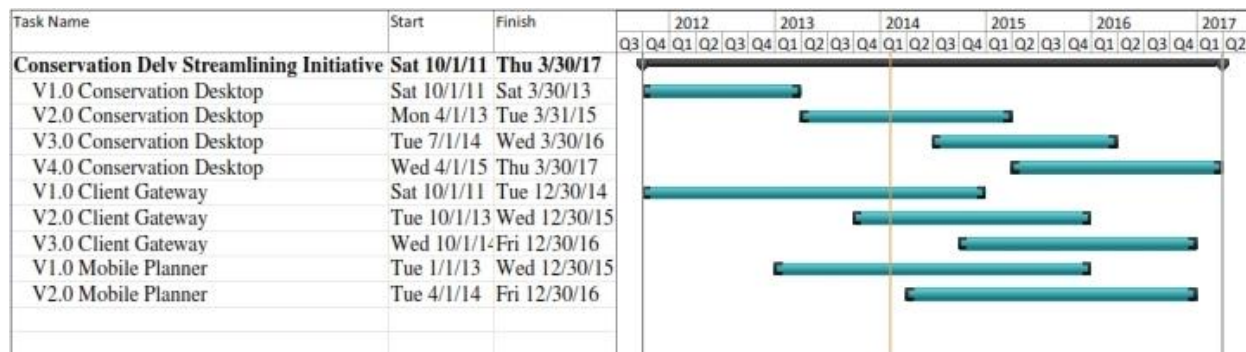 Task Name Start Finish 2012 2013 2014 2015 2016 2017
Q3 Q4 Q1 Q2 Q3 Q4 Q1 Q2 Q3 Q4 Q1 Q2 Q3 Q4 Q1 Q2 Q3 Q4 Q1 Q2 Q3 Q4 Q1 Q2
Conservation Delv Streamlining Initiative Sat 10/1/11 Thu 3/30/17
V1.0 Conservation Desktop Sat 10/1/11 Sat 3/30/13
V2.0 Conservation Desktop Mon 4/1/13 Tue 3/31/15
V3.0 Conservation Desktop Tue 7/1/14 Wed 3/30/16
V4.0 Conservation Desktop Wed 4/1/15 Thu 3/30/17
V1.0 Client Gateway Sat 10/1/11 Tue 12/30/14
V2.0 Client Gateway Tue 10/1/13 Wed 12/30/15
V3.0 Client Gateway Wed 10/1/14 Fri 12/30/16
V1.0 Mobile Planner Tue 1/1/13 Wed 12/30/15
V2.0 Mobile Planner Tue 4/1/14 Fri 12/30/16